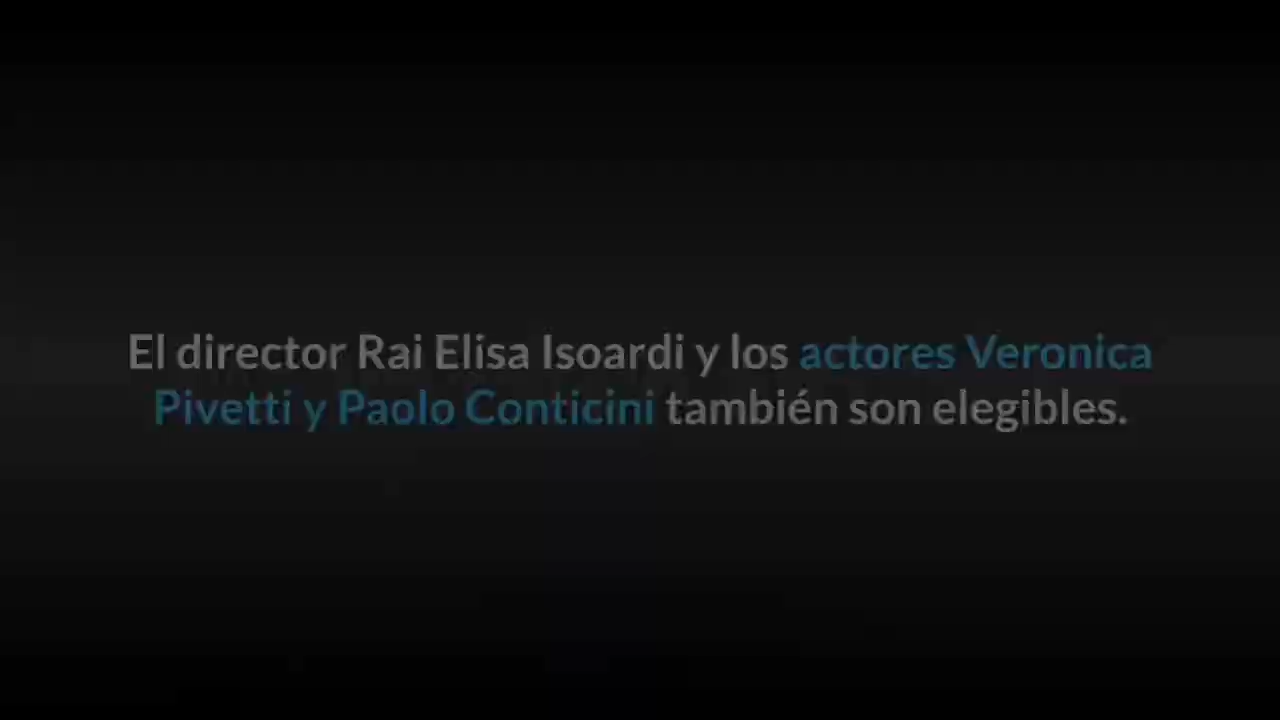 El director Rai Elisa Isoardi y los actores Veronica
Pivetti y Paolo Conticini también son elegibles.